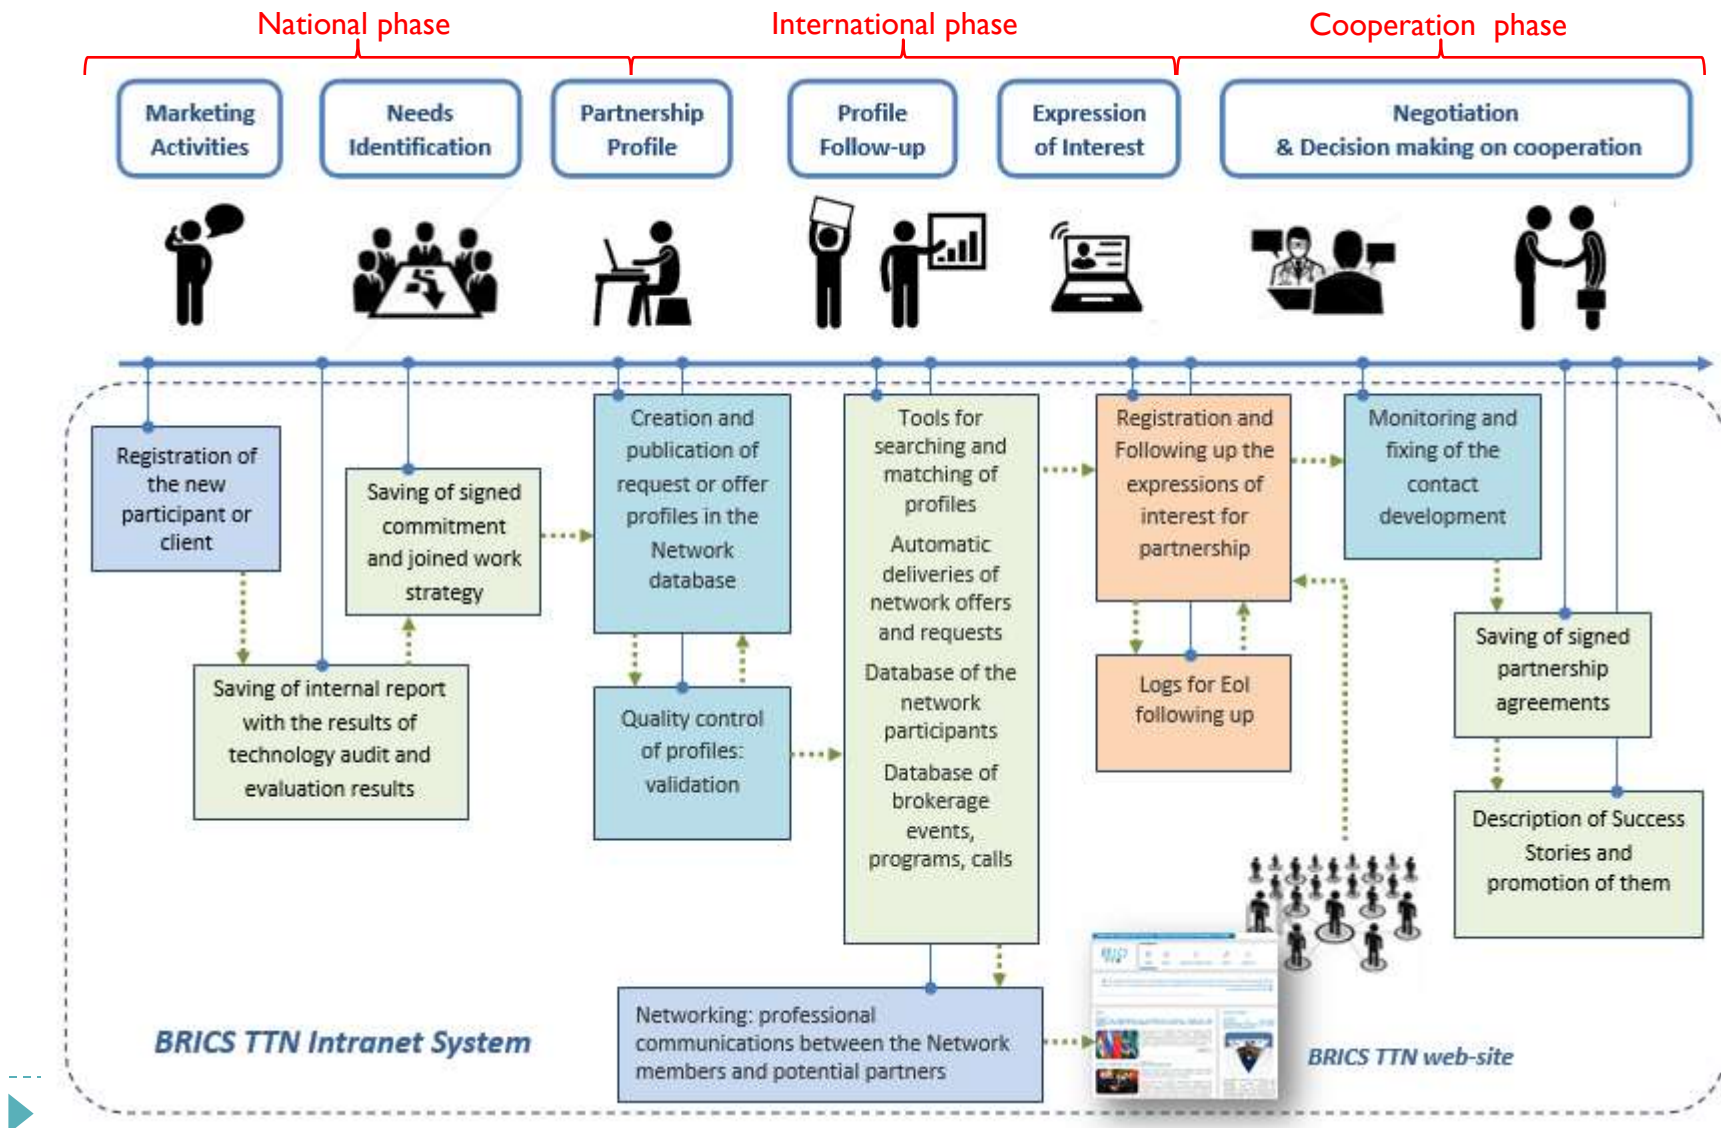 National phase
International phase
Cooperation phase
Marketing
Activities
Needs
Identification
Partnership
Profile
Profile
Follow-up
Expression
of Interest
Negotiation
& Decision making on cooperation
Registration of
the new
participant or
client
Saving of internal report
with the results of
technology audit and
evaluation results
Saving of signed
commitment
and joined work
strategy
Creation and
publication of
request or offer
profiles in the
Network
database
Quality control
of profiles:
validation
Tools for
searching and
matching of
profiles
Automatic
deliveries of
network offers
and requests
Database of the
network
participants
Database of
brokerage
events,
programs, calls
Networking: professional
communications between the Network
members and potential partners
Registration and
Following up the
expressions of
interest for
partnership
Logs for EoI
following up
Monitoring and
fixing of the
contact
development
Saving of signed
partnership
agreements
Description of Success
Stories and
promotion of them
BRICS TTN Intranet System
BRICS TTN web-site